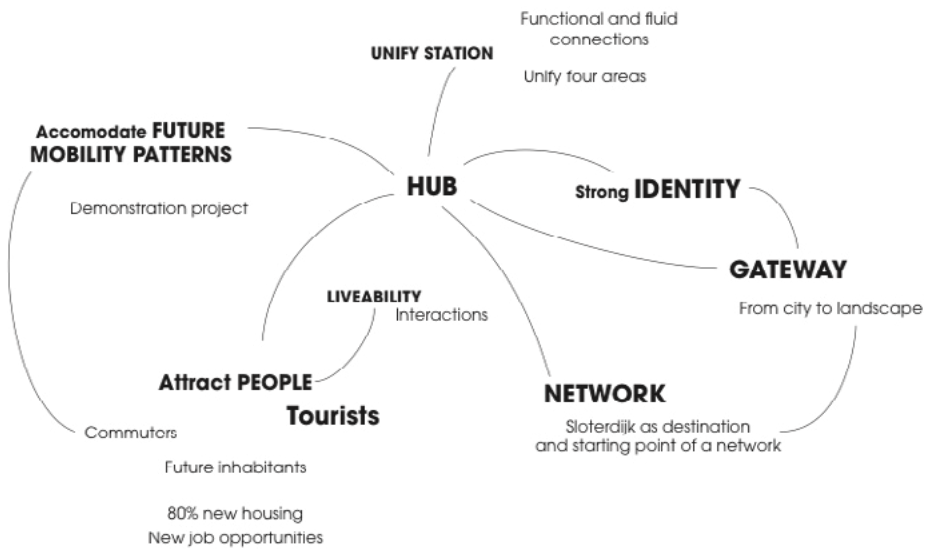 Functional and fluid
connections
UNIFY STATION
Unify four areas
Accomodate FUTURE
MOBILITY PATTERNS
Demonstration project
HUB
Strong IDENTITY
GATEWAY
From city to landscape
LIVEABILITY
Interactions
Attract PEOPLE
Tourists
NETWORK
Sloterdijk as destination
and starting point of a network
Commuters
Future inhabitants
80% new housing
New job opportunities